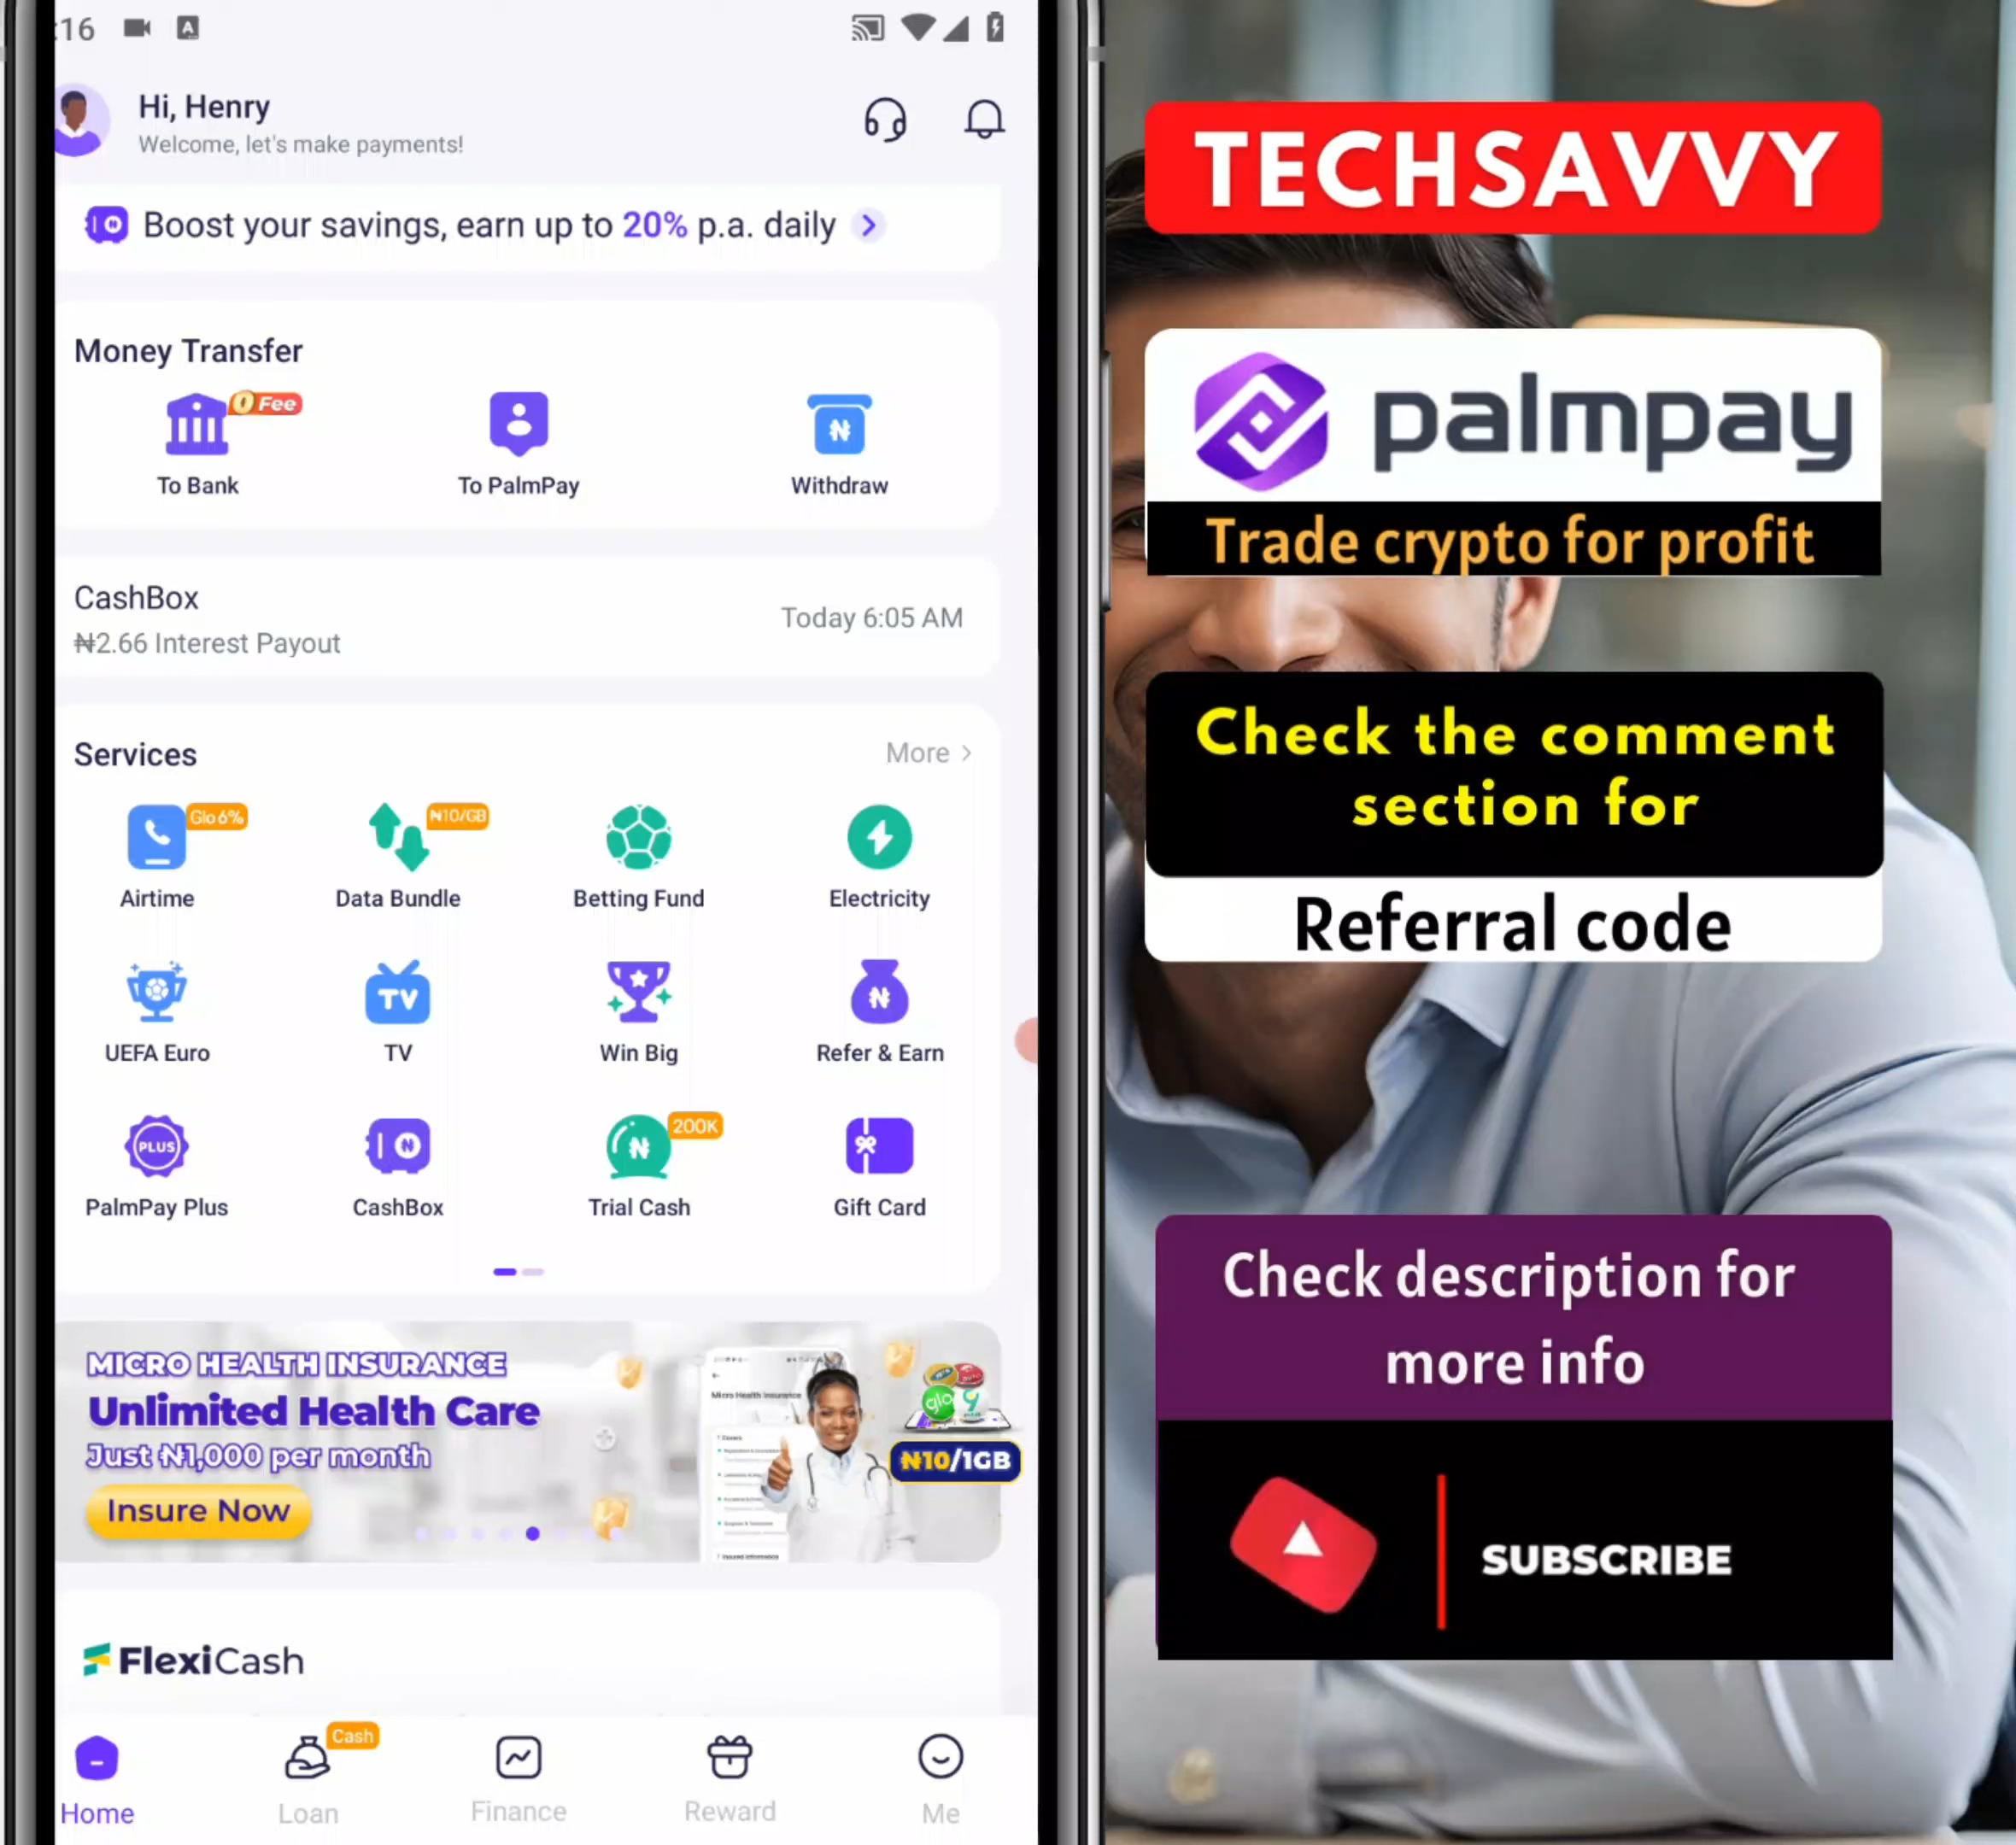 :16
A
Hi, Henry
Welcome, let's make payments!
Boost your savings, earn up to 20% p.a. daily
Money Transfer
Fee
To Bank
To PalmPay
₦
Withdraw
CashBox
₦2.66 Interest Payout
Today 6:05 AM
Services
More
Glo6%
₦10/GB
Airtime
Data Bundle
Betting Fund
Electricity
TV
₦
UEFA Euro
TV
Win Big
Refer & Earn
PLUS
₦
₦
200K
PalmPay Plus
CashBox
Trial Cash
Gift Card
MICRO HEALTH INSURANCE
Unlimited Health Care
Just ₦1,000 per month
Insure Now
Micro Health Insurance
glo
₦10/1GB
FlexiCash
Cash
Home
Loan
Finance
Reward
Me
TECHSAVVY
palmpay
Trade crypto for profit
Check the comment
section for
Referral code
Check description for
more info
SUBSCRIBE